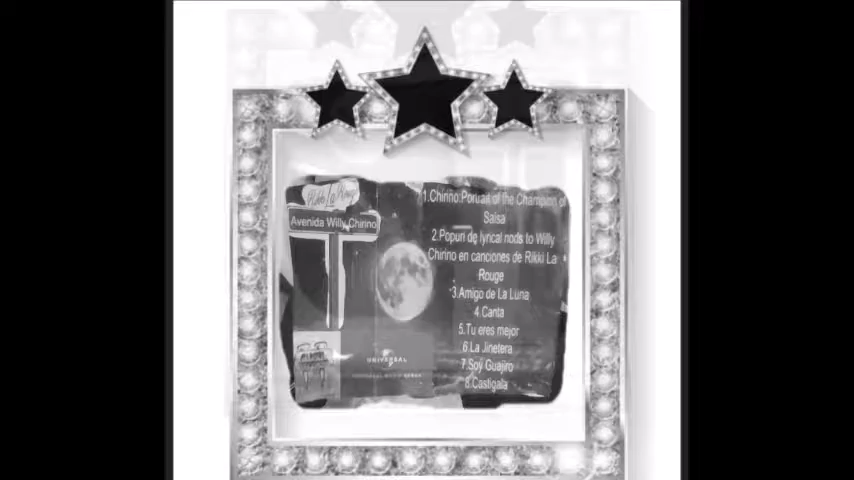 Rikki La Rouge
Avenida Willy Chirino
1.Chirino:Portrait of the Champion of
Salsa
2.Popuri de lyrical nods to Willy
Chirino en canciones de Rikki La
Rouge
3.Amigo de La Luna
4.Canta
5.Tu eres mejor
6.La Jinetera
7.Soy Guajiro
8.Castigala
UNIVERSAL